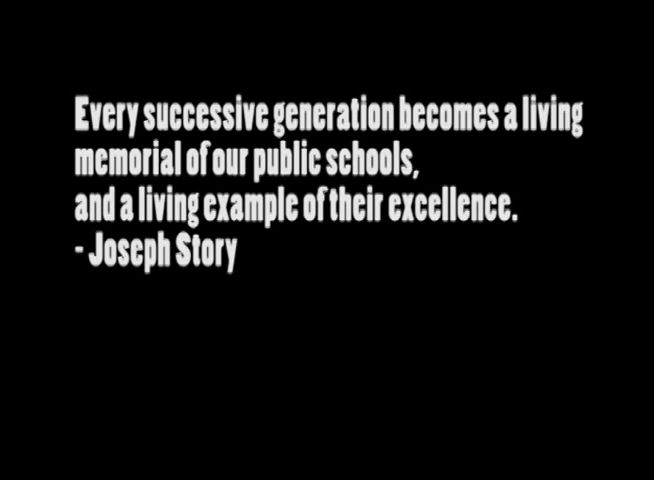 Every successive generation becomes a living
memorial of our public schools,
and a living example of their excellence.
- Joseph Story